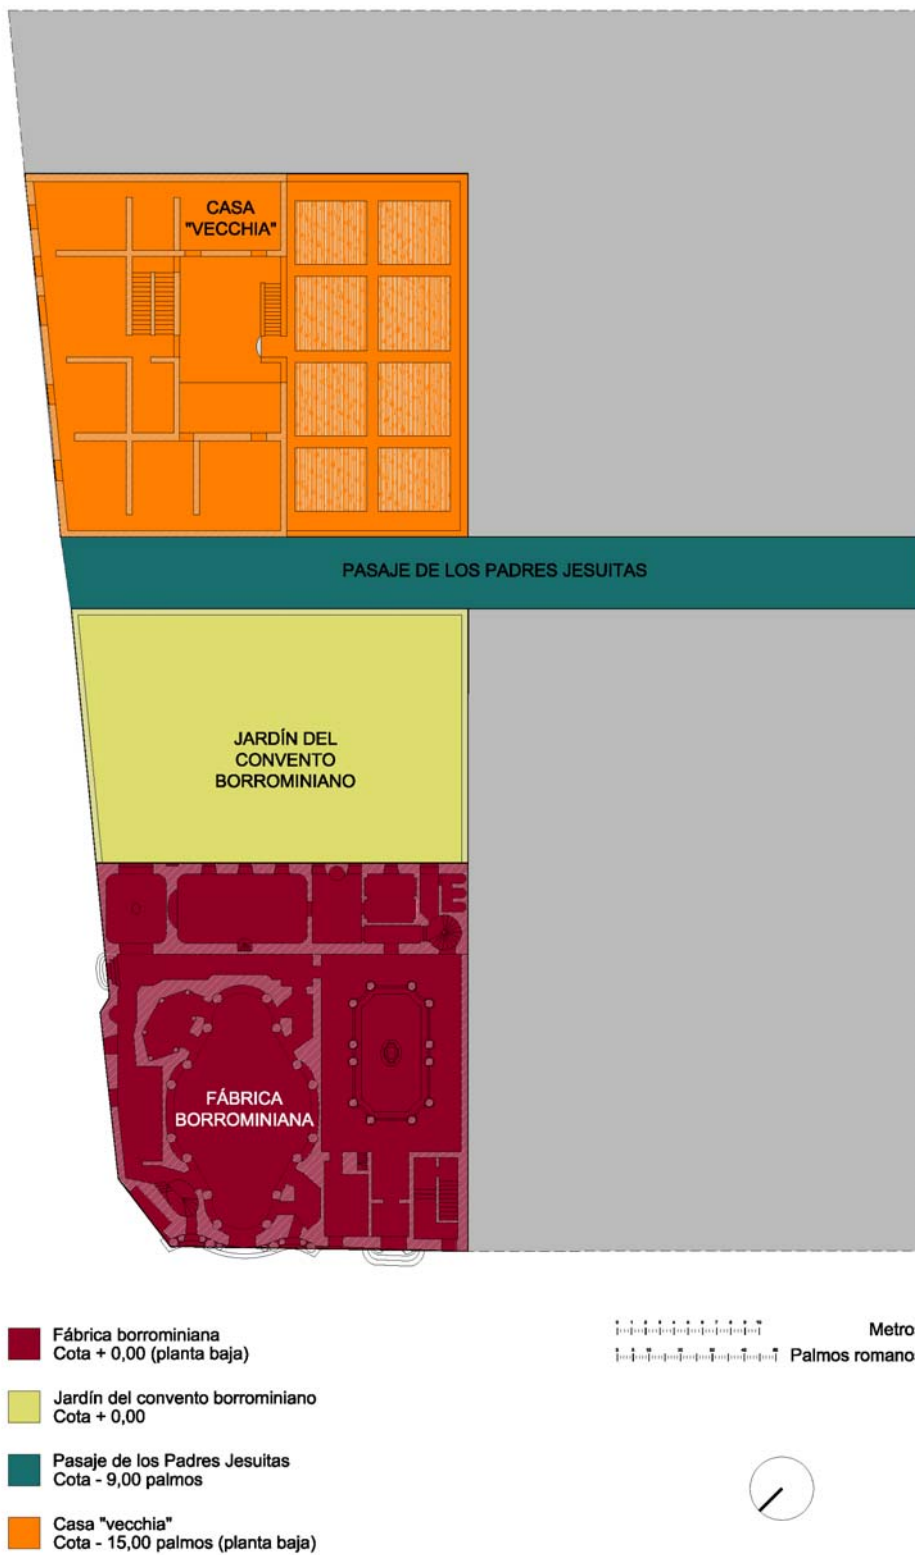 CASA
"VECCHIA"
PASAJE DE LOS PADRES JESUITAS
JARDÍN DEL
CONVENTO
BORROMINIANO
FÁBRICA
BORROMINIANA
Fábrica borrominiana
Cota + 0,00 (planta baja)
Jardín del convento borrominiano
Cota + 0,00
Pasaje de los Padres Jesuitas
Cota - 9,00 palmos
Casa "vecchia"
Cota - 15,00 palmos (planta baja)
Metro
Palmos romano